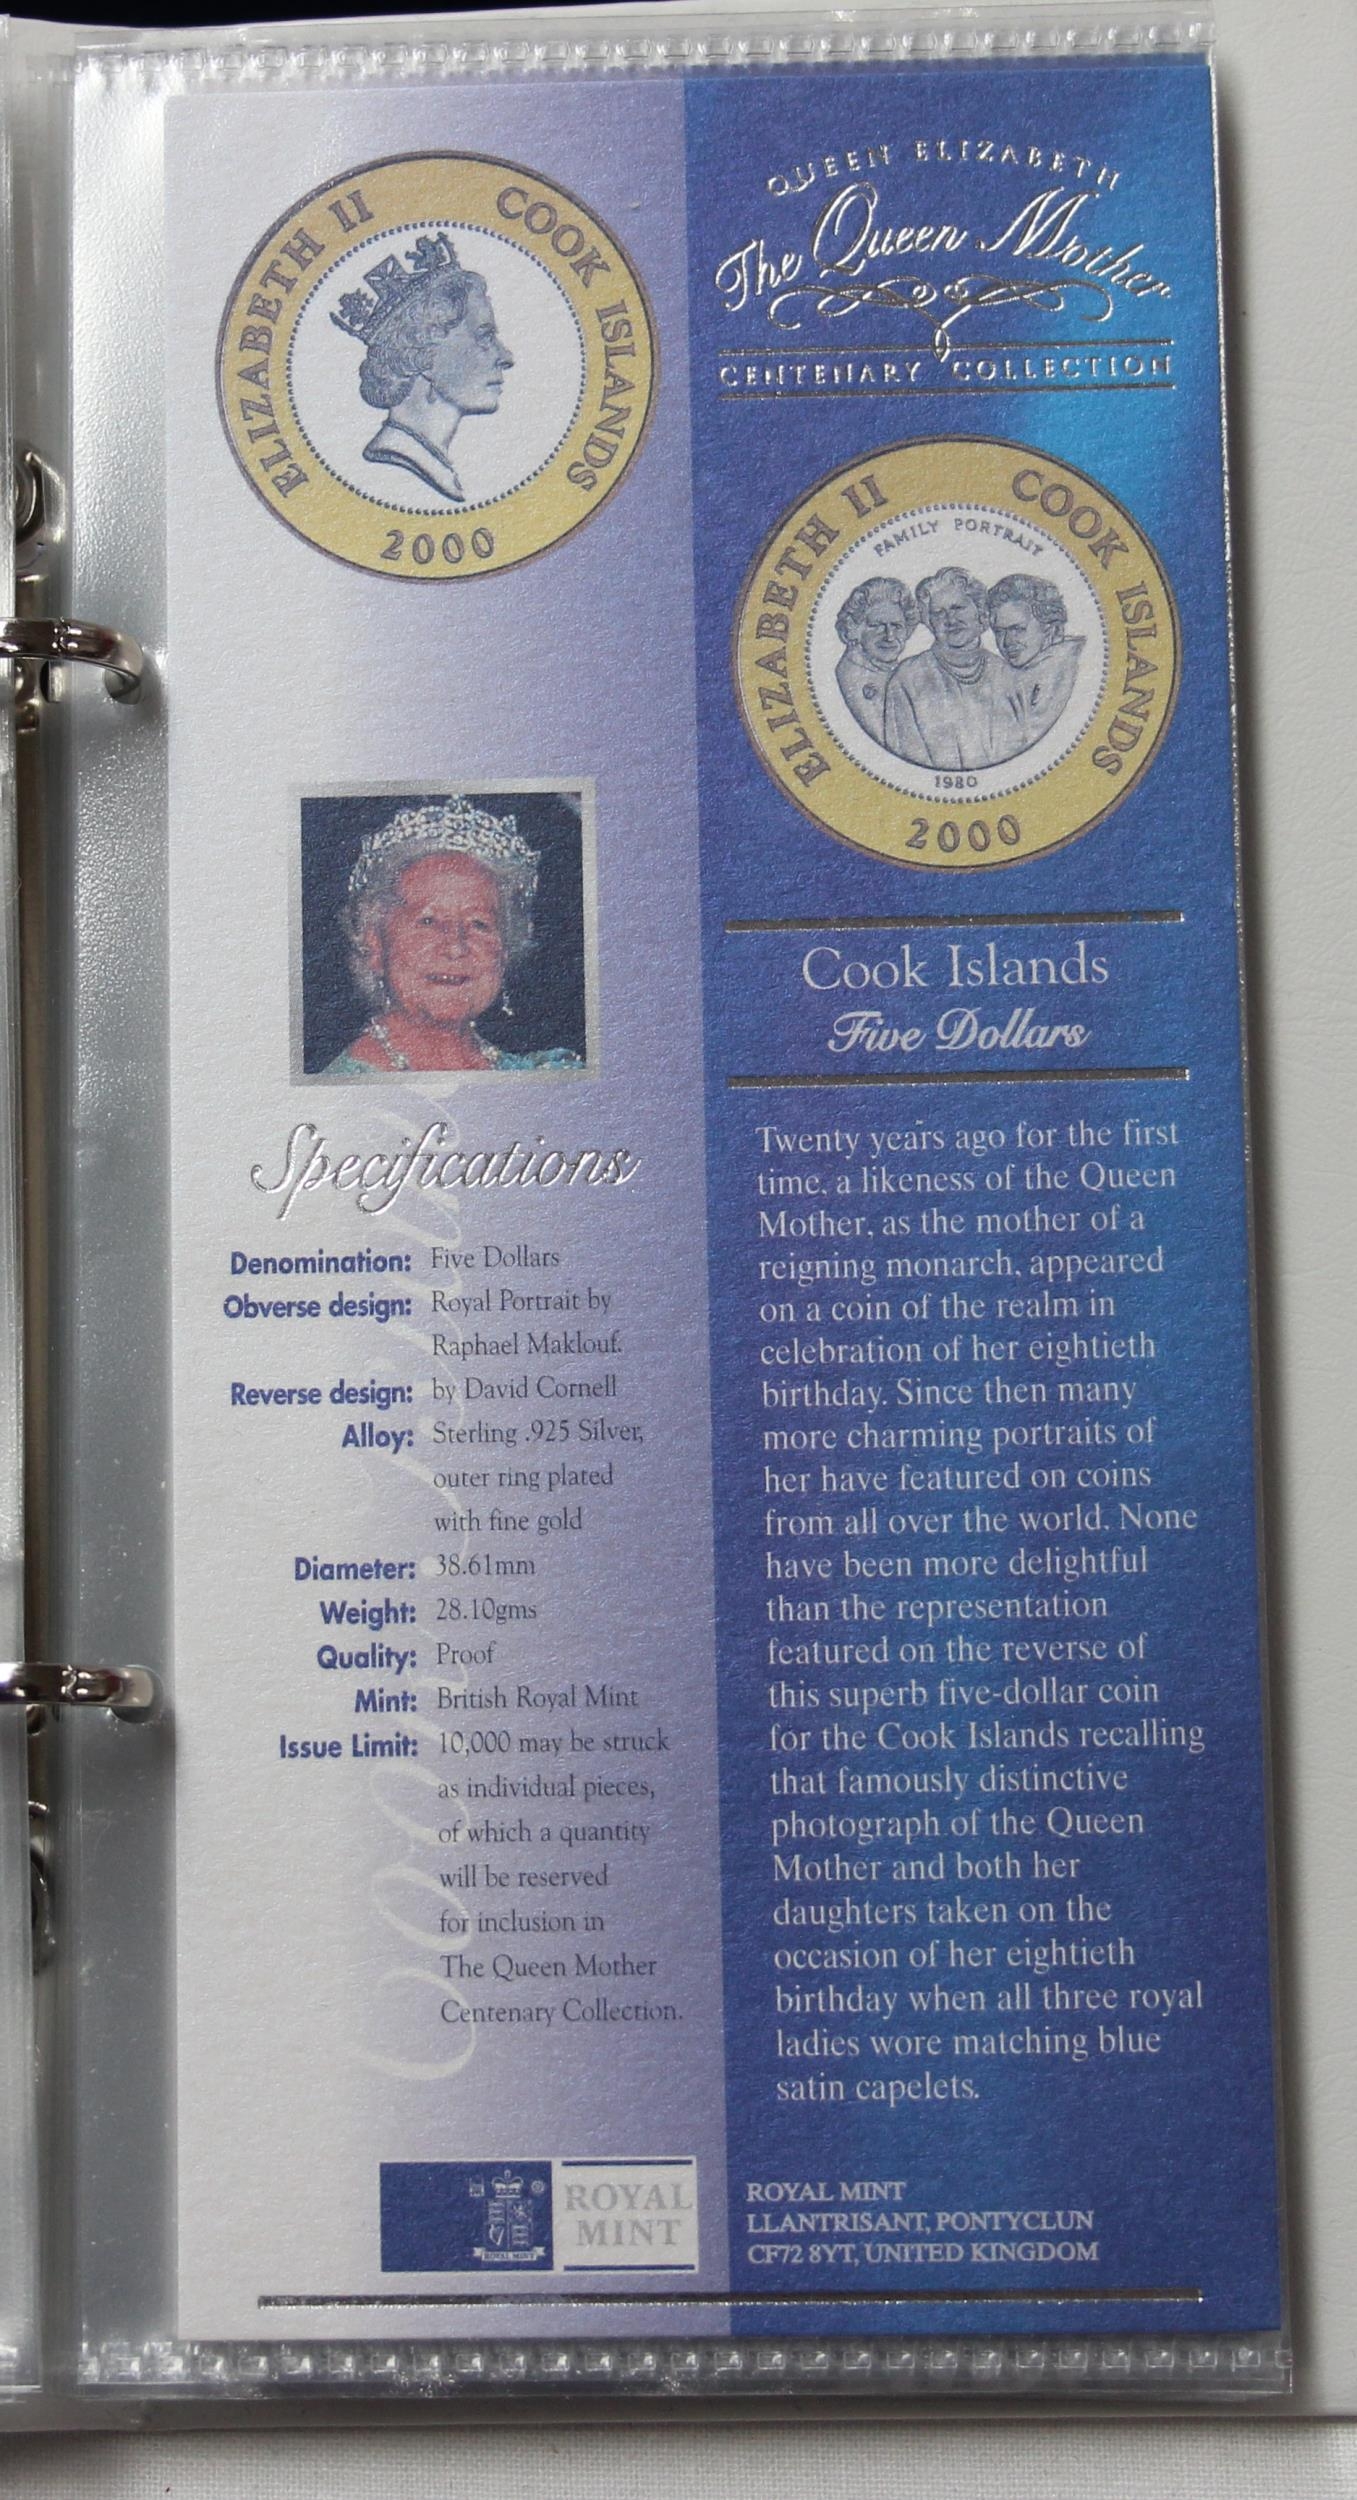 ELIZABETH II COOK ISLANDS
2000
Specifications
Denomination: Five Dollars
Obverse design: Royal Portrait by
Raphael Maklouf.
Reverse design: by David Cornell
Alloy: Sterling .925 Silver,
outer ring plated
with fine gold
Diameter: 38.61mm
Weight: 28.10gms
Quality: Proof
Mint: British Royal Mint
Issue Limit: 10,000 may be struck
as individual pieces,
of which a quantity
will be reserved
for inclusion in
The Queen Mother
Centenary Collection.
ROYAL MINT
ROYAL
MINT
QUEEN ELIZABETH
The Queen Mother
CENTENARY COLLECTION
ELIZABETH II COOK ISLANDS
FAMILY PORTRAIT
1980
2000
Cook Islands
Five Dollars
Twenty years ago for the first
time, a likeness of the Queen
Mother, as the mother of a
reigning monarch, appeared
on a coin of the realm in
celebration of her eightieth
birthday. Since then many
more charming portraits of
her have featured on coins
from all over the world. None
have been more delightful
than the representation
featured on the reverse of
this superb five-dollar coin
for the Cook Islands recalling
that famously distinctive
photograph of the Queen
Mother and both her
daughters taken on the
occasion of her eightieth
birthday when all three royal
ladies wore matching blue
satin capelets.
ROYAL MINT
LLANTRISANT, PONTYCLUN
CF72 8YT, UNITED KINGDOM